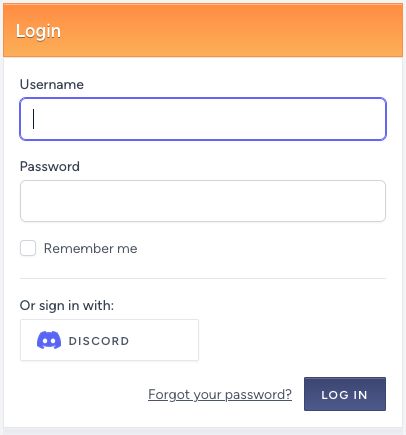 Login
Username
Password
Remember me
Or sign in with:
DISCORD
Forgot your password? LOG IN